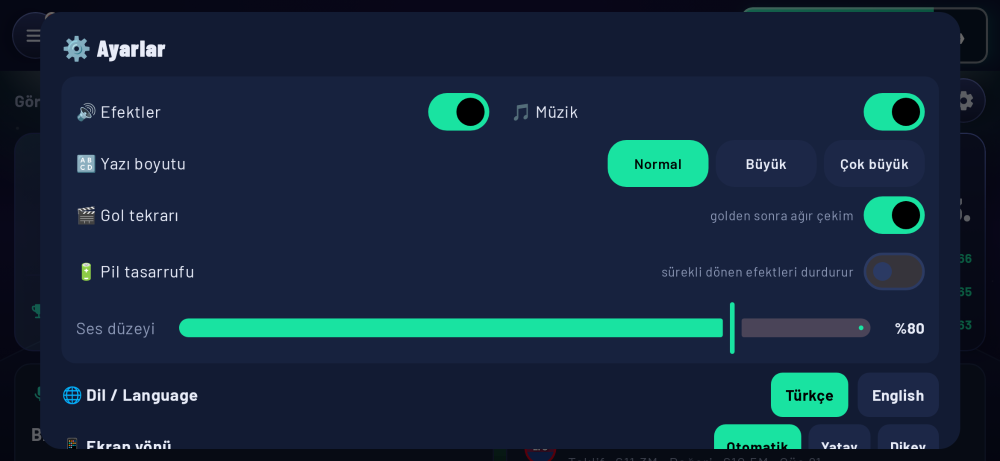 Ayarlar
Efektler
Müzik
Yazı boyutu
Normal
Büyük
Çok büyük
Gol tekrarı
golden sonra ağır çekim
Pil tasarrufu
sürekli dönen efektleri durdurur
Ses düzeyi
%80
Dil / Language
Türkçe
English
Ekran yönü
Otomatik
Yatay
Dikey